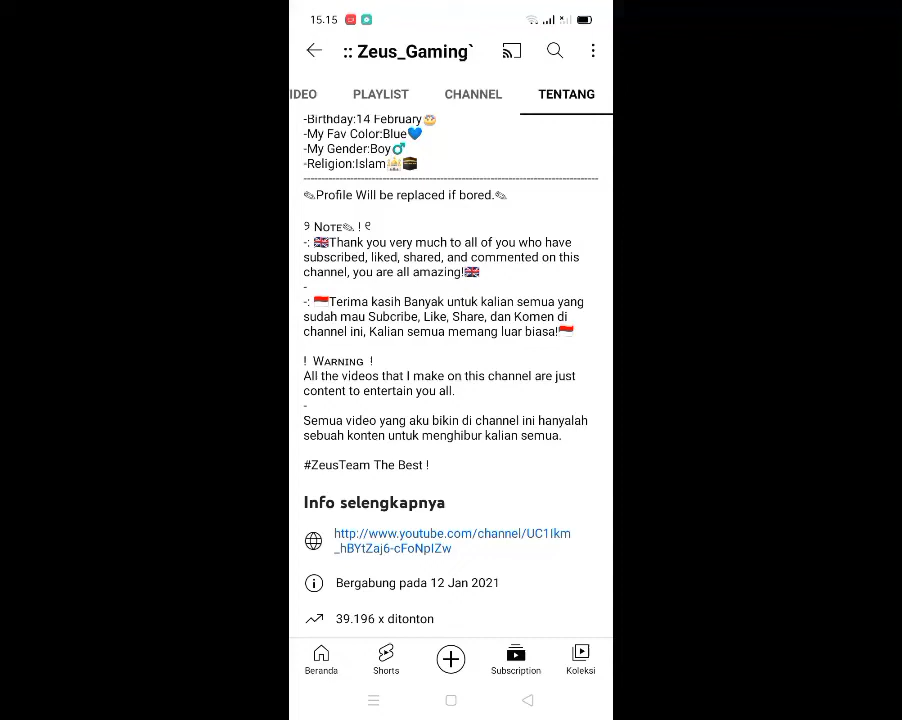 15.15
:: Zeus_Gaming`
IDEO PLAYLIST CHANNEL TENTANG
-Birthday:14 February🎂
-My Fav Color:Blue💙
-My Gender:Boy♂
-Religion:Islam🕌🕋
--------------------------------------------------------------------------------
✎Profile Will be replaced if bored.✎
୨ Nᴏᴛᴇ✎ ! ୧
-: 🇬🇧Thank you very much to all of you who have
subscribed, liked, shared, and commented on this
channel, you are all amazing!🇬🇧
-
-: 🇮🇩Terima kasih Banyak untuk kalian semua yang
sudah mau Subcribe, Like, Share, dan Komen di
channel ini, Kalian semua memang luar biasa!🇮🇩
! Wᴀʀɴɪɴɢ !
All the videos that I make on this channel are just
content to entertain you all.
-
Semua video yang aku bikin di channel ini hanyalah
sebuah konten untuk menghibur kalian semua.
#ZeusTeam The Best !
Info selengkapnya
http://www.youtube.com/channel/UC1Ikm
_hBYtZaj6-cFoNpIZw
Bergabung pada 12 Jan 2021
39.196 x ditonton
Beranda Shorts Subscription Koleksi